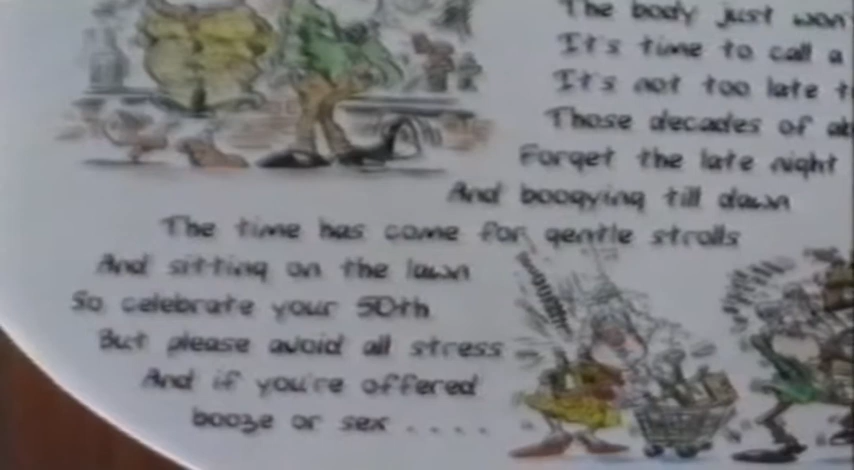 The body just won
It's time to call a
It's not too late t
Those decades of ab
Forget the late night
And boogying till dawn
The time has come for gentle strolls
And sitting on the lawn
So celebrate your 50th
But please avoid all stress
And if you're offered
booze or sex ....